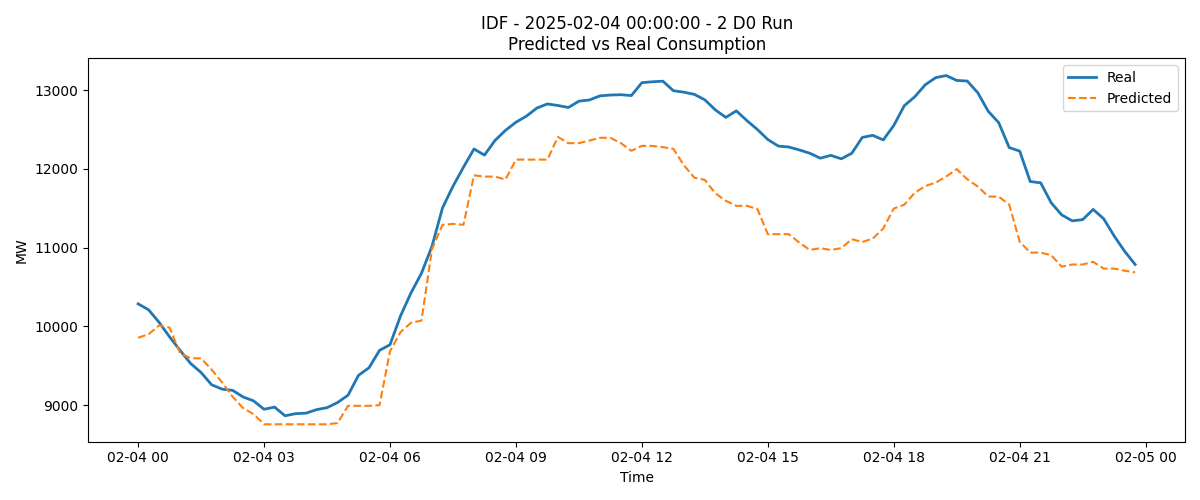 IDF - 2025-02-04 00:00:00 - 2 D0 Run
Predicted vs Real Consumption
Real
Predicted
MW
13000
12000
11000
10000
9000
02-04 00
02-04 03
02-04 06
02-04 09
02-04 12
02-04 15
02-04 18
02-04 21
02-05 00
Time